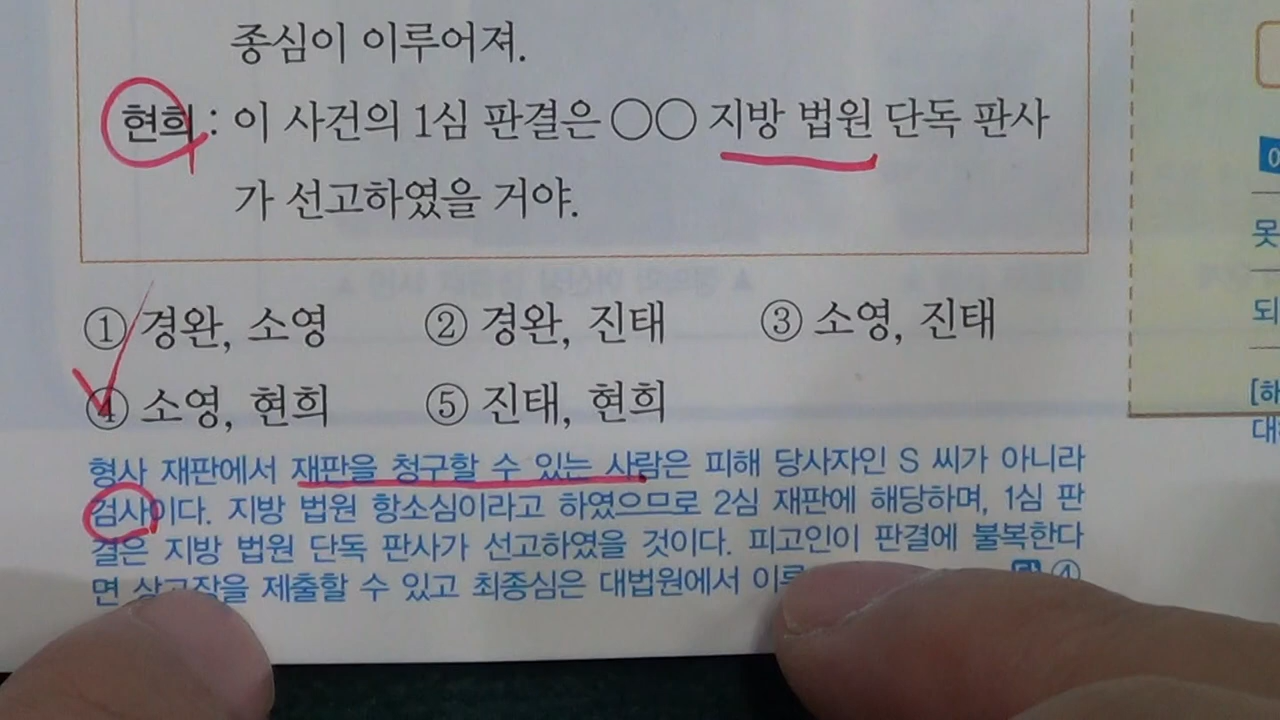 종심이 이루어져.
현희 : 이 사건의 1심 판결은 ○○ 지방 법원 단독 판사
가 선고하였을 거야.
① 경완, 소영 ② 경완, 진태 ③ 소영, 진태
④ 소영, 현희 ⑤ 진태, 현희
형사 재판에서 재판을 청구할 수 있는 사람은 피해 당사자인 S 씨가 아니라
검사이다. 지방 법원 항소심이라고 하였으므로 2심 재판에 해당하며, 1심 판
결은 지방 법원 단독 판사가 선고하였을 것이다. 피고인이 판결에 불복한다
면 상고장을 제출할 수 있고 최종심은 대법원에서 이루
답 ④
못
되
[해
대